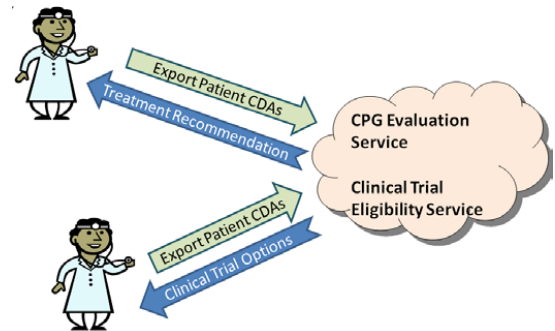 Export Patient CDAs
Treatment Recommendation
CPG Evaluation
Service
Clinical Trial
Eligibility Service
Export Patient CDAs
Clinical Trial Options